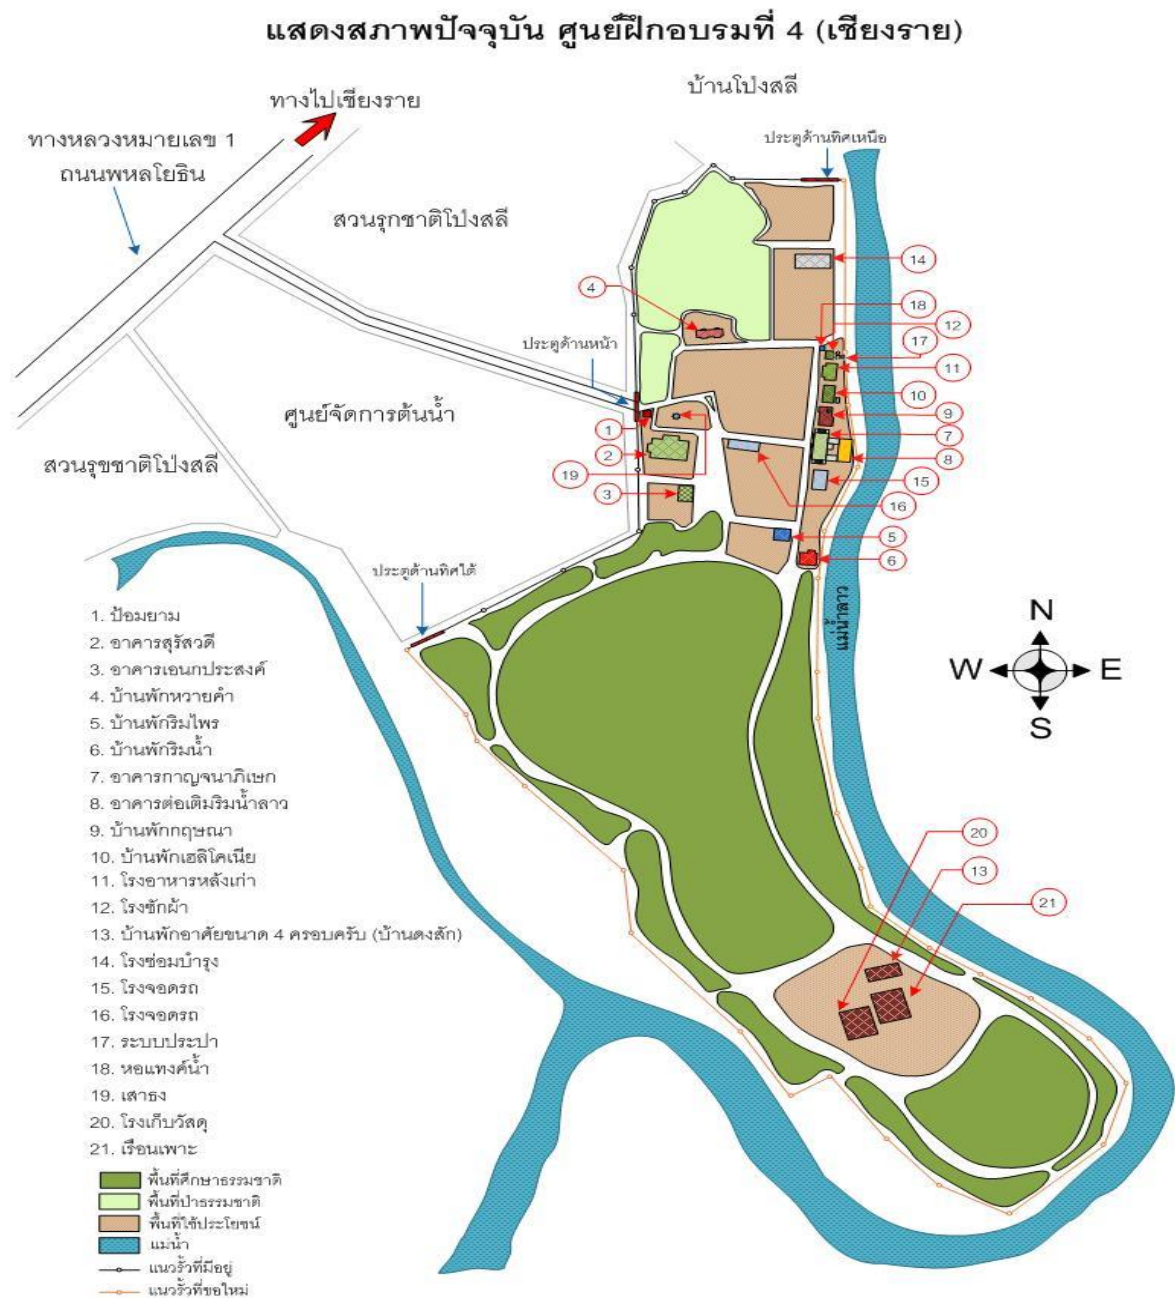 แสดงสภาพปัจจุบัน ศูนย์ฝึกอบรมที่ 4 (เชียงราย)
บ้านโป่งสลี
ทางไปเชียงราย
ทางหลวงหมายเลข 1
ถนนพหลโยธิน
ประตูด้านทิศเหนือ
สวนรุกชาติโป่งสลี
14
4
18
12
17
ประตูด้านหน้า
11
10
ศูนย์จัดการต้นน้ำ
9
1
7
2
8
สวนรุขชาติโป่งสลี
19
15
3
16
5
6
ประตูด้านทิศใต้
แม่น้ำลาว
N
W
E
S
1. ป้อมยาม
2. อาคารสุรัสวดี
3. อาคารเอนกประสงค์
4. บ้านพักหวายคำ
5. บ้านพักริมไพร
6. บ้านพักริมน้ำ
7. อาคารกาญจนาภิเษก
8. อาคารต่อเติมริมน้ำลาว
9. บ้านพักกฤษณา
10. บ้านพักเฮลิโคเนีย
11. โรงอาหารหลังเก่า
12. โรงซักผ้า
13. บ้านพักอาศัยขนาด 4 ครอบครับ (บ้านดงสัก)
14. โรงซ่อมบำรุง
15. โรงจอดรถ
16. โรงจอดรถ
17. ระบบประปา
18. หอแทงค์น้ำ
19. เสาธง
20. โรงเก็บวัสดุ
21. เรือนเพาะ
20
13
21
พื้นที่ศึกษาธรรมชาติ
พื้นที่ป่าธรรมชาติ
พื้นที่ใช้ประโยชน์
แม่น้ำ
แนวรั้วที่มีอยู่
แนวรั้วที่ขอใหม่